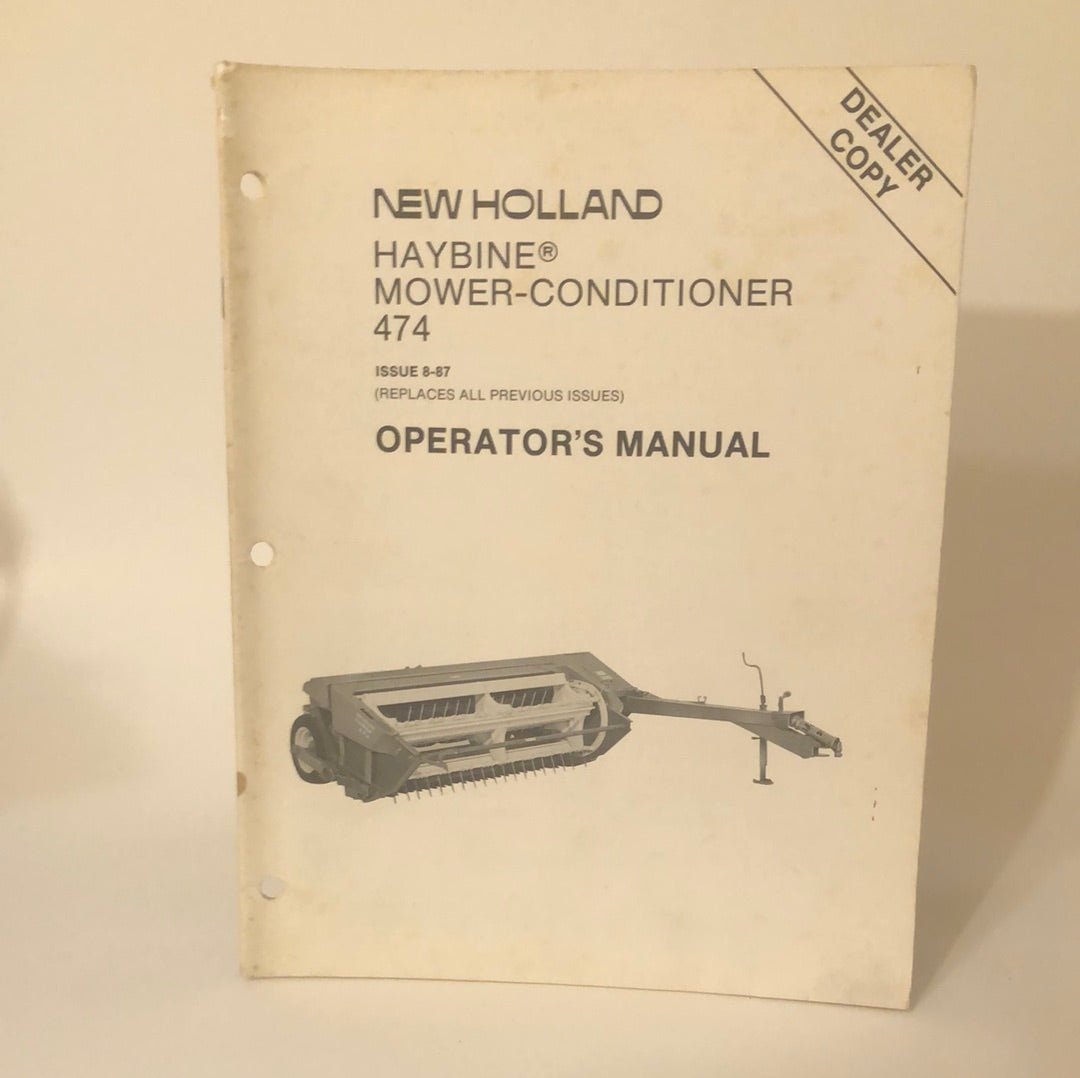 DEALER
COPY
NEW HOLLAND
HAYBINE®
MOWER-CONDITIONER
474
ISSUE 8-87
(REPLACES ALL PREVIOUS ISSUES)
OPERATOR'S MANUAL